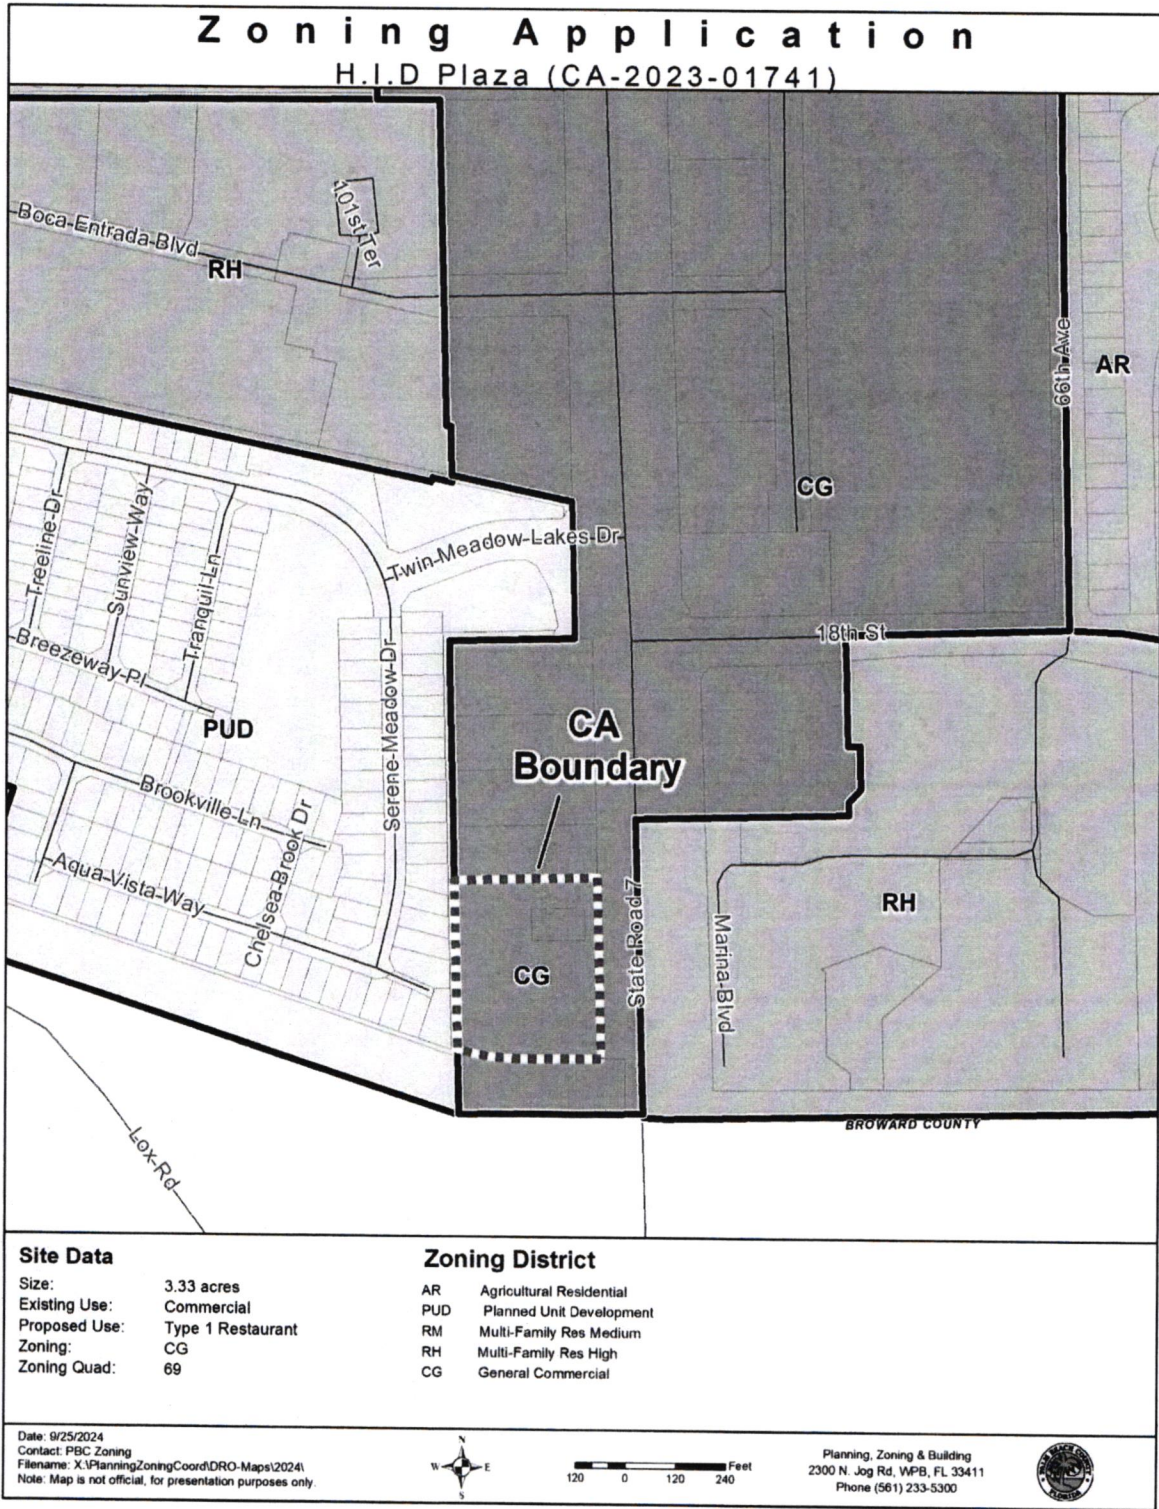 Zoning Application
H.I.D Plaza (CA-2023-01741)
Boca-Entrada-Blvd
101st-Ter
RH
66th-Ave
AR
CG
Treeline-Dr
Sunview-Way
Tranquil-Ln
Twin-Meadow-Lakes-Dr
18th-St
Breezeway-Pl
Serene-Meadow-Dr
PUD
CA
Boundary
Brookville-Ln
Chelsea-Brook Dr
Aqua-Vista-Way
CG
State Road 7
Marina-Blvd
RH
BROWARD COUNTY
Lox-Rd
Site Data
Size: 3.33 acres
Existing Use: Commercial
Proposed Use: Type 1 Restaurant
Zoning: CG
Zoning Quad: 69
Zoning District
AR Agricultural Residential
PUD Planned Unit Development
RM Multi-Family Res Medium
RH Multi-Family Res High
CG General Commercial
Date: 9/25/2024
Contact: PBC Zoning
Filename: X:\PlanningZoningCoord\DRO-Maps\2024\
Note: Map is not official, for presentation purposes only.
N
W E
S
Feet
120 0 120 240
Planning, Zoning & Building
2300 N. Jog Rd, WPB, FL 33411
Phone (561) 233-5300
PALM BEACH COUNTY
FLORIDA